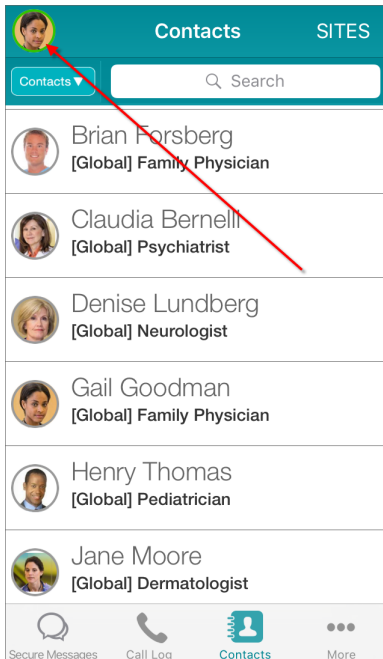 Contacts SITES
Contacts▼ Search
Brian Forsberg
[Global] Family Physician
Claudia Bernelli
[Global] Psychiatrist
Denise Lundberg
[Global] Neurologist
Gail Goodman
[Global] Family Physician
Henry Thomas
[Global] Pediatrician
Jane Moore
[Global] Dermatologist
Secure Messages Call Log Contacts More